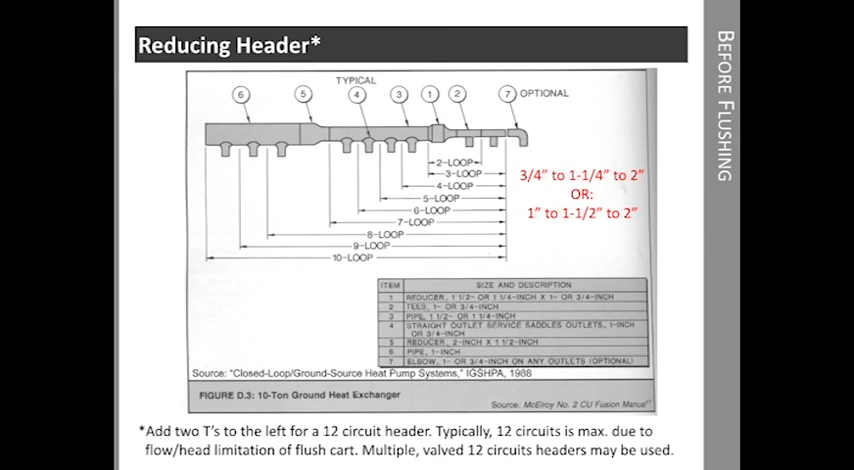 Reducing Header*
BEFORE FLUSHING
TYPICAL
6 5 4 3 1 2 7 OPTIONAL
2-LOOP
3-LOOP
4-LOOP
5-LOOP
6-LOOP
7-LOOP
8-LOOP
9-LOOP
10-LOOP
3/4” to 1-1/4” to 2”
OR:
1” to 1-1/2” to 2”
ITEM SIZE AND DESCRIPTION
1 REDUCER, 1 1/2- OR 1 1/4-INCH X 1- OR 3/4-INCH
2 TEES, 1- OR 3/4-INCH
3 PIPE, 1 1/2- OR 1 1/4-INCH
4 STRAIGHT OUTLET SERVICE SADDLES OUTLETS, 1-INCH
OR 3/4-INCH
5 REDUCER, 2-INCH X 1 1/2-INCH
6 PIPE, 1-INCH
7 ELBOW, 1- OR 3/4-INCH ON ANY OUTLETS (OPTIONAL)
Source: “Closed-Loop/Ground-Source Heat Pump Systems,” IGSHPA, 1988
FIGURE D.3: 10-Ton Ground Heat Exchanger
Source: McElroy No. 2 CU Fusion Manual
*Add two T’s to the left for a 12 circuit header. Typically, 12 circuits is max. due to
flow/head limitation of flush cart. Multiple, valved 12 circuits headers may be used.